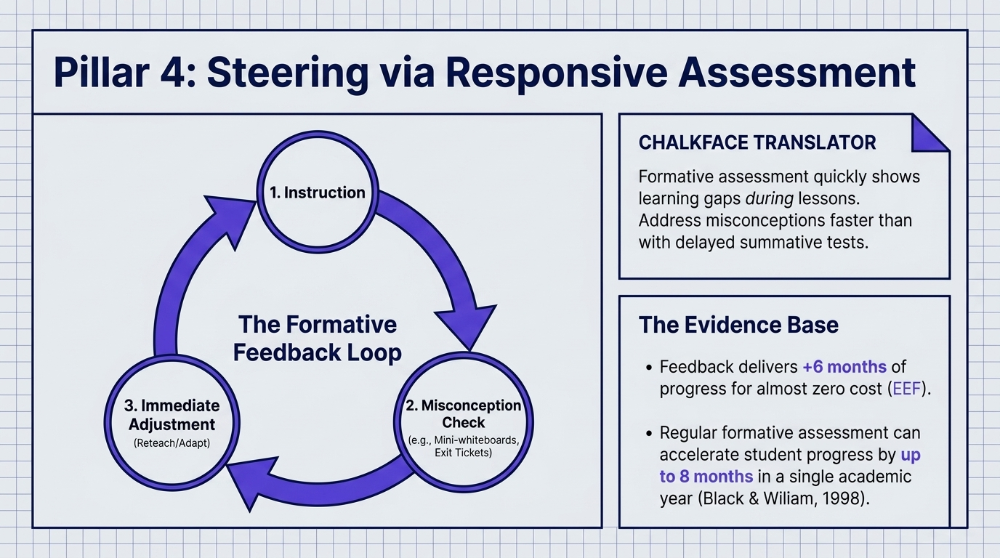 Pillar 4: Steering via Responsive Assessment
1. Instruction
The Formative
Feedback Loop
2. Misconception
Check
(e.g., Mini-whiteboards,
Exit Tickets)
3. Immediate
Adjustment
(Reteach/Adapt)
CHALKFACE TRANSLATOR
Formative assessment quickly shows
learning gaps during lessons.
Address misconceptions faster than
with delayed summative tests.
The Evidence Base
• Feedback delivers +6 months of
progress for almost zero cost (EEF).
• Regular formative assessment can
accelerate student progress by up
to 8 months in a single academic
year (Black & Wiliam, 1998).